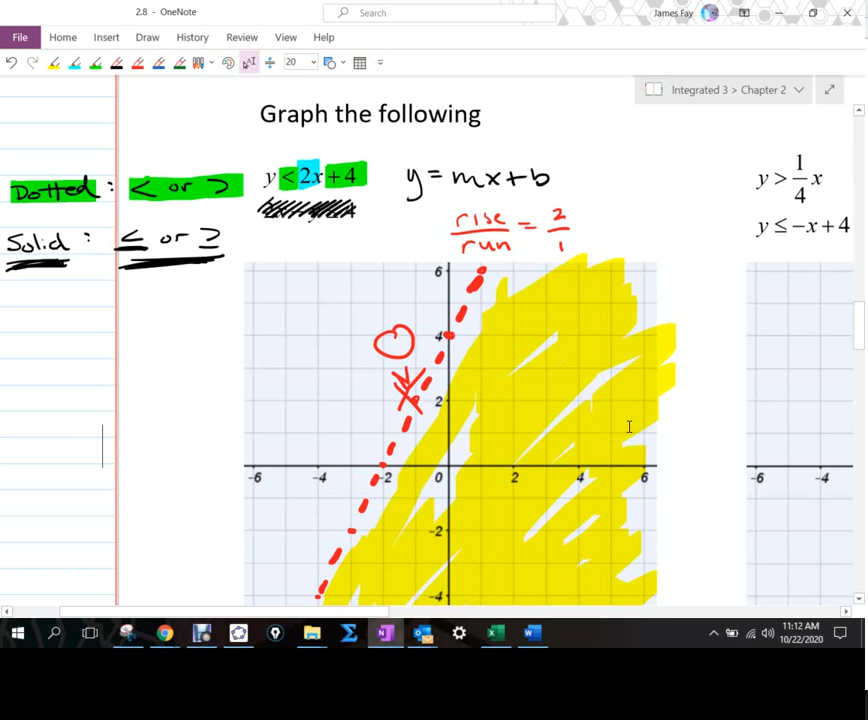 2.8 - OneNote
Search
James Fay
File Home Insert Draw History Review View Help
20
Integrated 3 > Chapter 2
Graph the following
Dotted : < or >
y < 2x + 4
y = mx + b
Solid : ≤ or ≥
rise/run = 2/1
y > 1/4 x
y ≤ −x + 4
6
4
2
-6 -4 -2 0 2 4 6
-2
-4
-6 -4
11:12 AM
10/22/2020